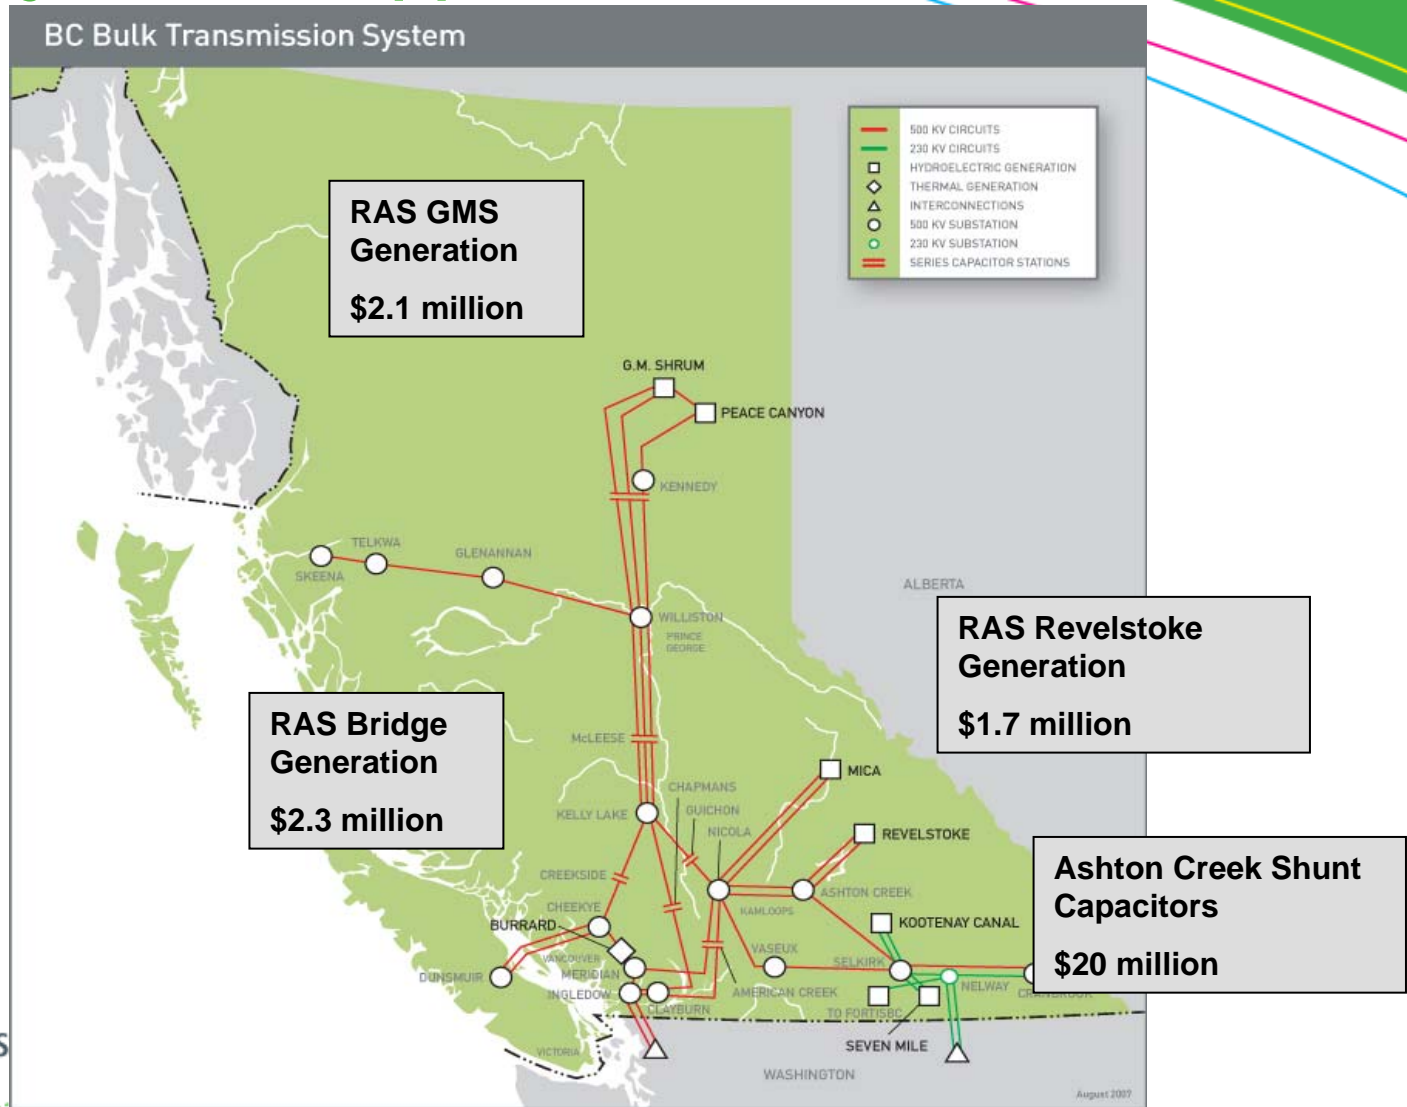 BC Bulk Transmission System
500 KV CIRCUITS
230 KV CIRCUITS
HYDROELECTRIC GENERATION
THERMAL GENERATION
INTERCONNECTIONS
500 KV SUBSTATION
230 KV SUBSTATION
SERIES CAPACITOR STATIONS
RAS GMS
Generation
$2.1 million
G.M. SHRUM
PEACE CANYON
KENNEDY
TELKWA
GLENANNAN
SKEENA
ALBERTA
WILLISTON
PRINCE
GEORGE
RAS Revelstoke
Generation
$1.7 million
RAS Bridge
Generation
$2.3 million
McLEESE
MICA
CHAPMANS
KELLY LAKE
GUICHON
NICOLA
REVELSTOKE
Ashton Creek Shunt
Capacitors
$20 million
CREEKSIDE
ASHTON CREEK
KAMLOOPS
CHEEKYE
BURRARD
KOOTENAY CANAL
VASEUX
VANCOUVER
SELKIRK
MERIDIAN
DUNSMUIR
NELWAY
INGLEDOW
AMERICAN CREEK
CRANBROOK
CLAYBURN
TO FORTISBC
SEVEN MILE
VICTORIA
WASHINGTON
August 2007
S